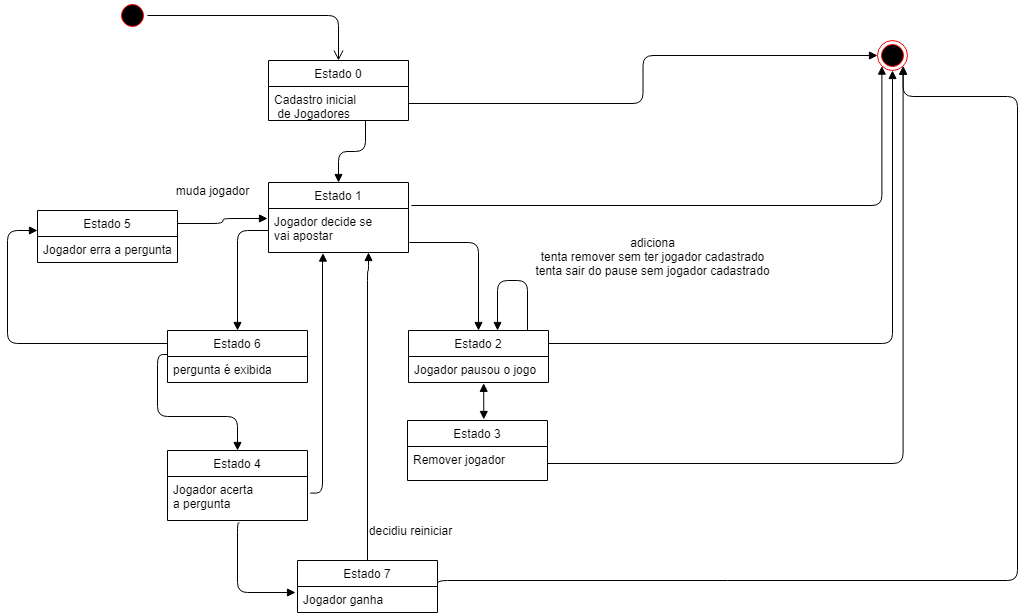 Estado 0
Cadastro inicial
de Jogadores
muda jogador
Estado 1
Jogador decide se
vai apostar
Estado 5
Jogador erra a pergunta
adiciona
tenta remover sem ter jogador cadastrado
tenta sair do pause sem jogador cadastrado
Estado 6
pergunta é exibida
Estado 2
Jogador pausou o jogo
Estado 3
Remover jogador
Estado 4
Jogador acerta
a pergunta
decidiu reiniciar
Estado 7
Jogador ganha